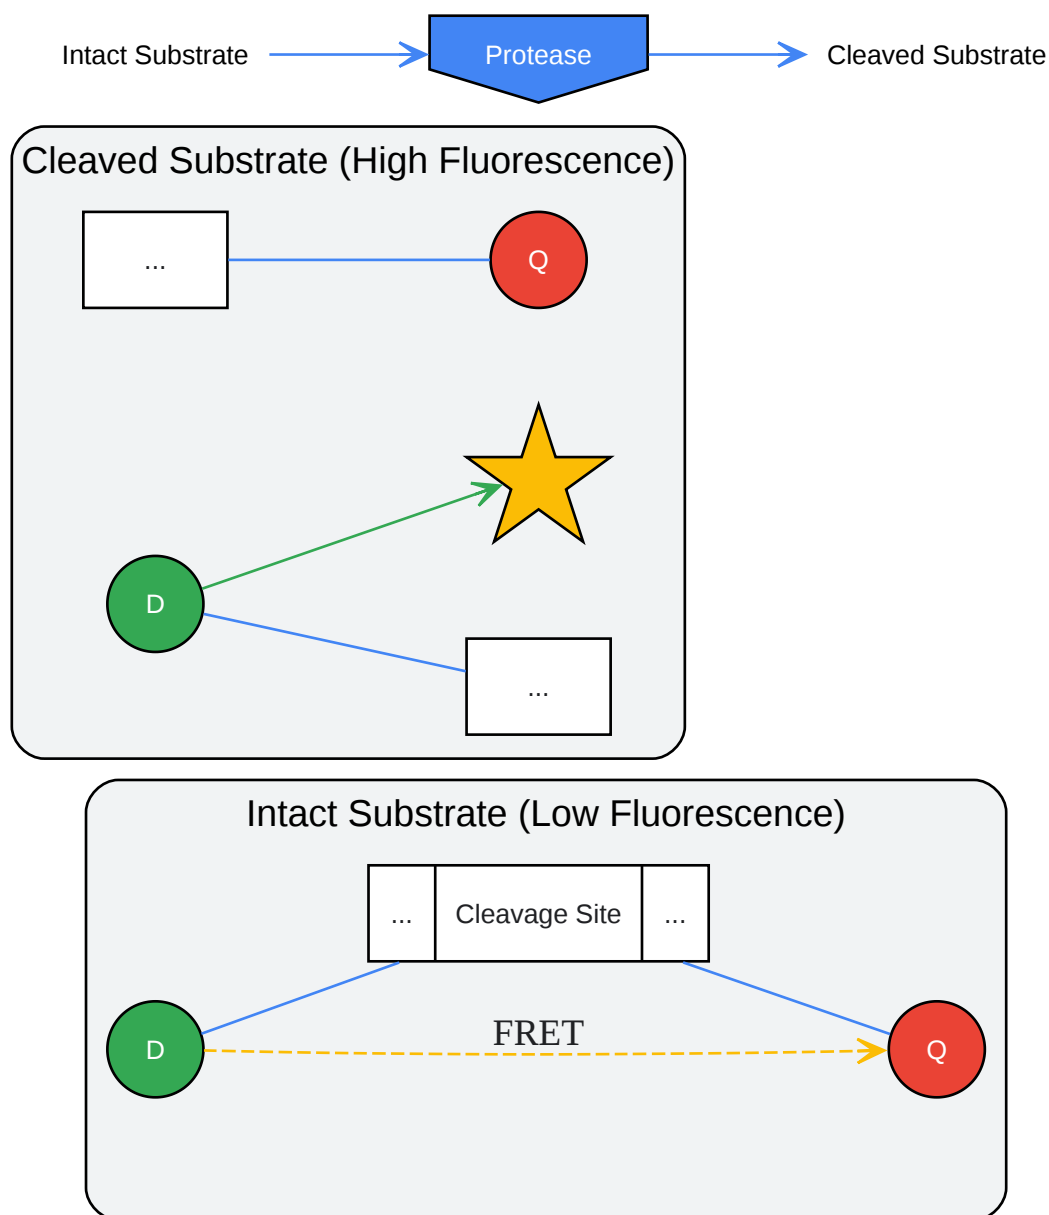 Intact Substrate
Protease
Cleaved Substrate
Cleaved Substrate (High Fluorescence)
...
Q
D
...
Intact Substrate (Low Fluorescence)
...
Cleavage Site
...
FRET
D
Q